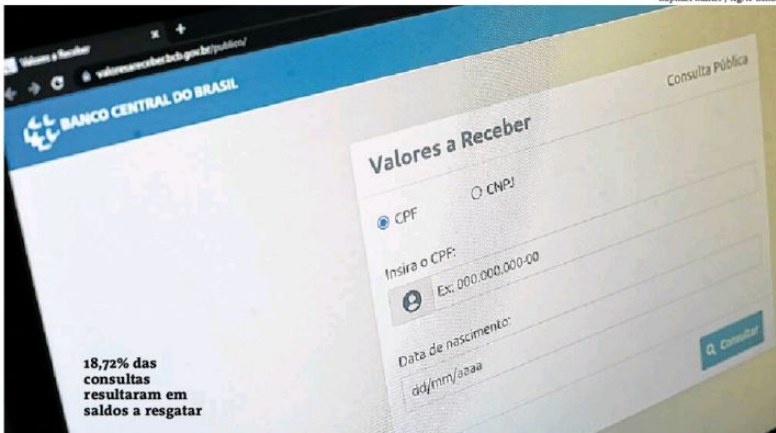 Valores a Receber
valoresareceber.bcb.gov.br/publico/
BANCO CENTRAL DO BRASIL
Consulta Pública
Valores a Receber
CPF
CNPJ
Insira o CPF:
Ex: 000.000.000-00
Data de nascimento:
dd/mm/aaaa
Consultar
18,72% das
consultas
resultaram em
saldos a resgatar